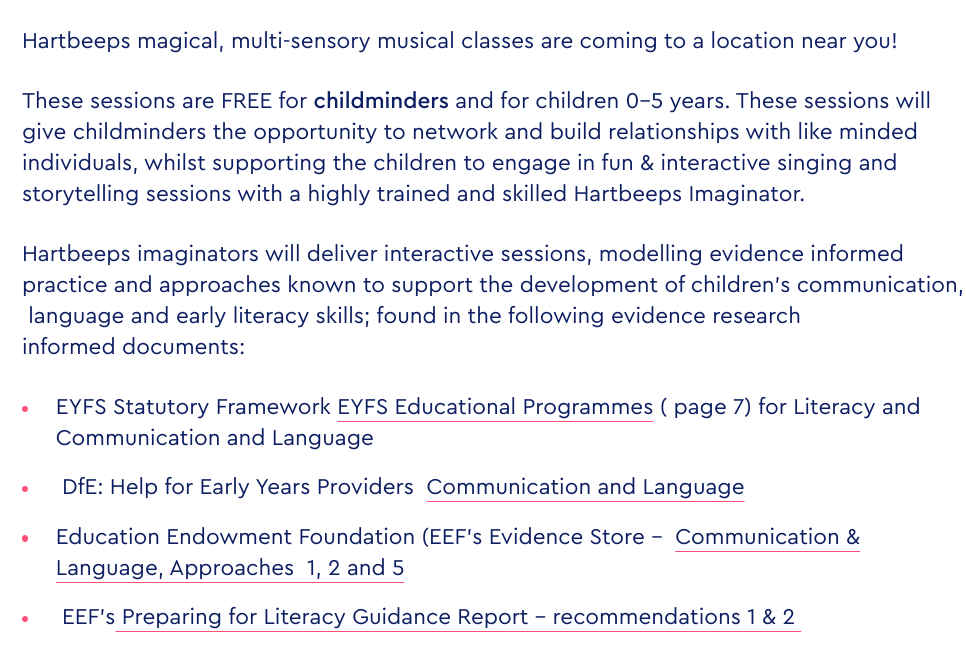 Hartbeeps magical, multi-sensory musical classes are coming to a location near you!
These sessions are FREE for childminders and for children 0–5 years. These sessions will
give childminders the opportunity to network and build relationships with like minded
individuals, whilst supporting the children to engage in fun & interactive singing and
storytelling sessions with a highly trained and skilled Hartbeeps Imaginator.
Hartbeeps imaginators will deliver interactive sessions, modelling evidence informed
practice and approaches known to support the development of children's communication,
language and early literacy skills; found in the following evidence research
informed documents:
• EYFS Statutory Framework EYFS Educational Programmes ( page 7) for Literacy and
Communication and Language
• DfE: Help for Early Years Providers Communication and Language
• Education Endowment Foundation (EEF's Evidence Store – Communication &
Language, Approaches 1, 2 and 5
• EEF's Preparing for Literacy Guidance Report – recommendations 1 & 2